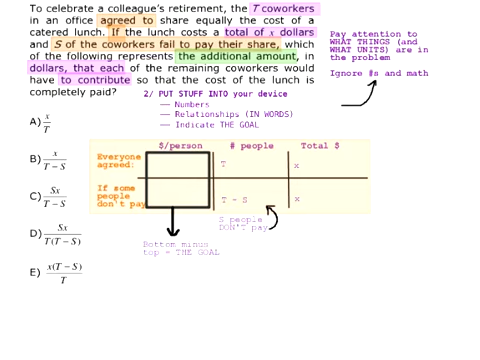 To celebrate a colleague's retirement, the T coworkers
in an office agreed to share equally the cost of a
catered lunch. If the lunch costs a total of x dollars
and S of the coworkers fail to pay their share, which
of the following represents the additional amount, in
dollars, that each of the remaining coworkers would
have to contribute so that the cost of the lunch is
completely paid?
Pay attention to
WHAT THINGS (and
WHAT UNITS) are in
the problem
Ignore #s and math
2/ PUT STUFF INTO your device
— Numbers
— Relationships (IN WORDS)
— Indicate THE GOAL
A) x/T
B) x/(T − S)
C) Sx/(T − S)
D) Sx/(T(T − S))
E) x(T − S)/T
$/person # people Total $
Everyone
agreed: T x
If some
people
don't pay T - S x
S people
DON'T pay
Bottom minus
top = THE GOAL